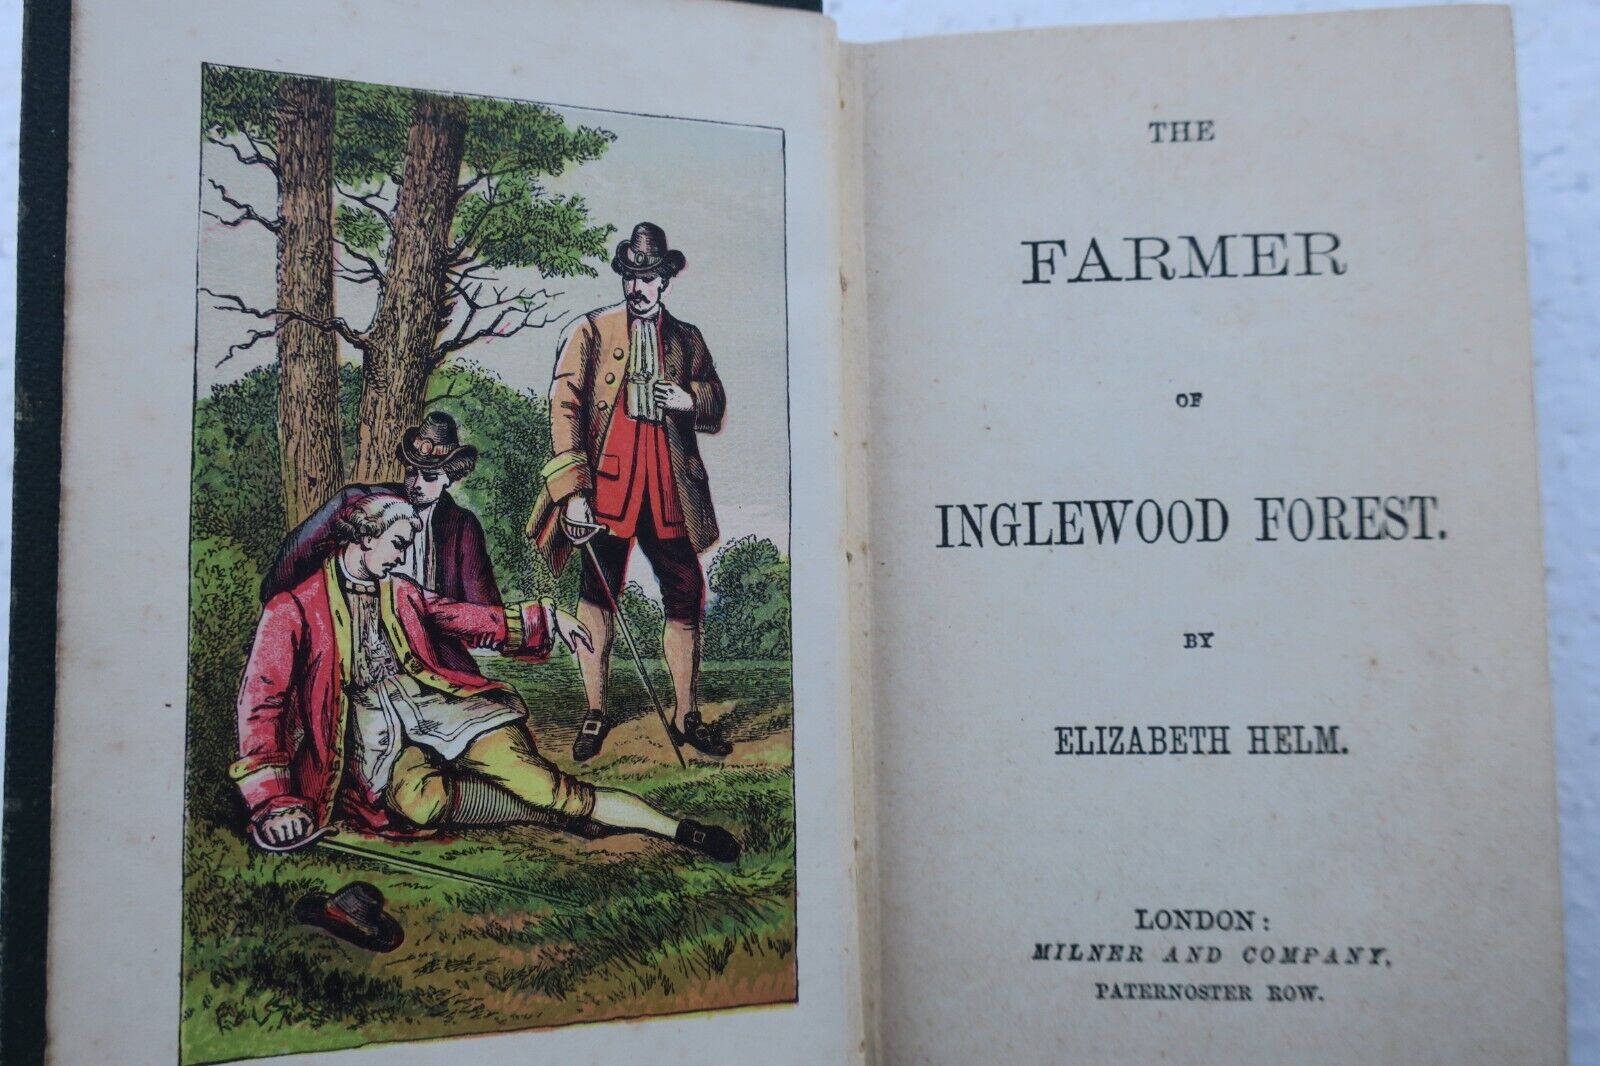 THE
FARMER
OF
INGLEWOOD FOREST.
BY
ELIZABETH HELM.
LONDON:
MILNER AND COMPANY,
PATERNOSTER ROW.